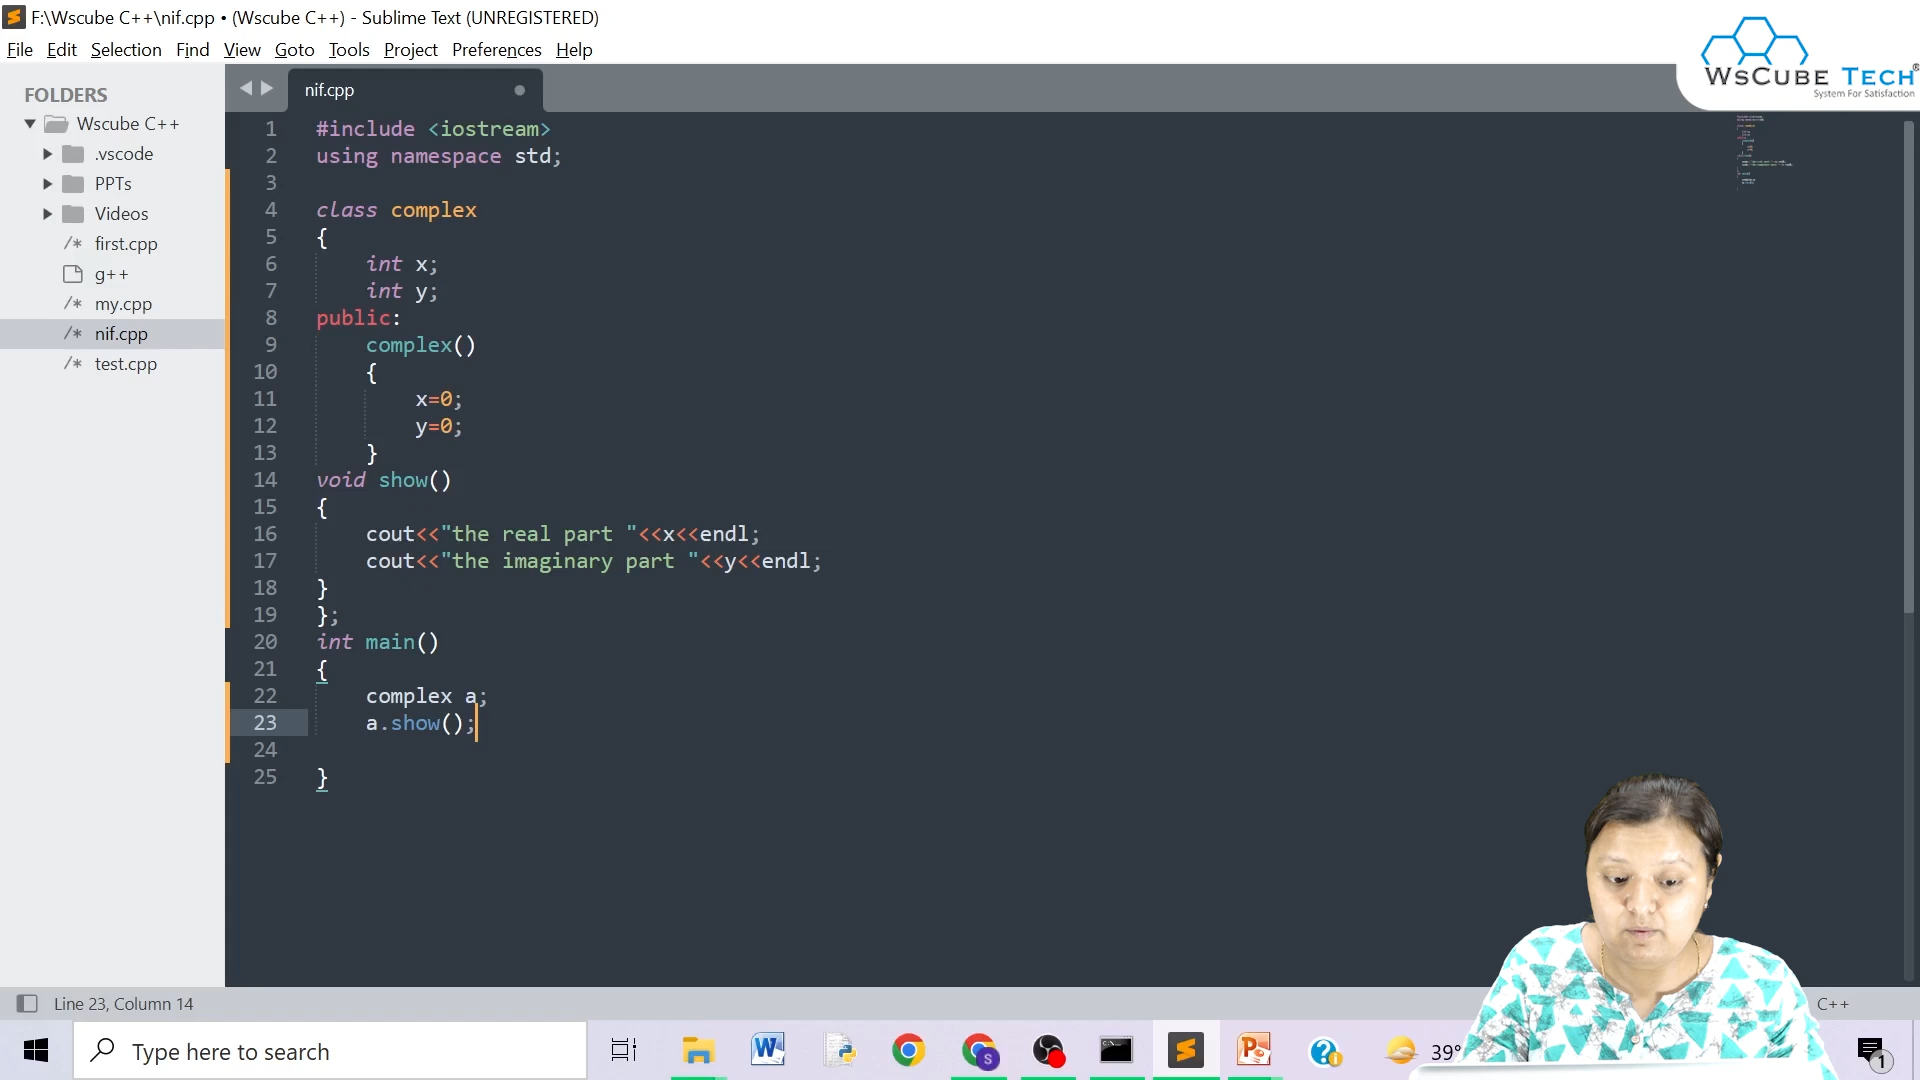 F:\Wscube C++\nif.cpp • (Wscube C++) - Sublime Text (UNREGISTERED)
File Edit Selection Find View Goto Tools Project Preferences Help
WsCube Tech®
System For Satisfaction
FOLDERS
Wscube C++
.vscode
PPTs
Videos
/* first.cpp
g++
/* my.cpp
/* nif.cpp
/* test.cpp
nif.cpp
1 #include <iostream>
2 using namespace std;
3
4 class complex
5 {
6 int x;
7 int y;
8 public:
9 complex()
10 {
11 x=0;
12 y=0;
13 }
14 void show()
15 {
16 cout<<"the real part "<<x<<endl;
17 cout<<"the imaginary part "<<y<<endl;
18 }
19 };
20 int main()
21 {
22 complex a;
23 a.show();
24
25 }
Line 23, Column 14
C++
Type here to search
39°
1